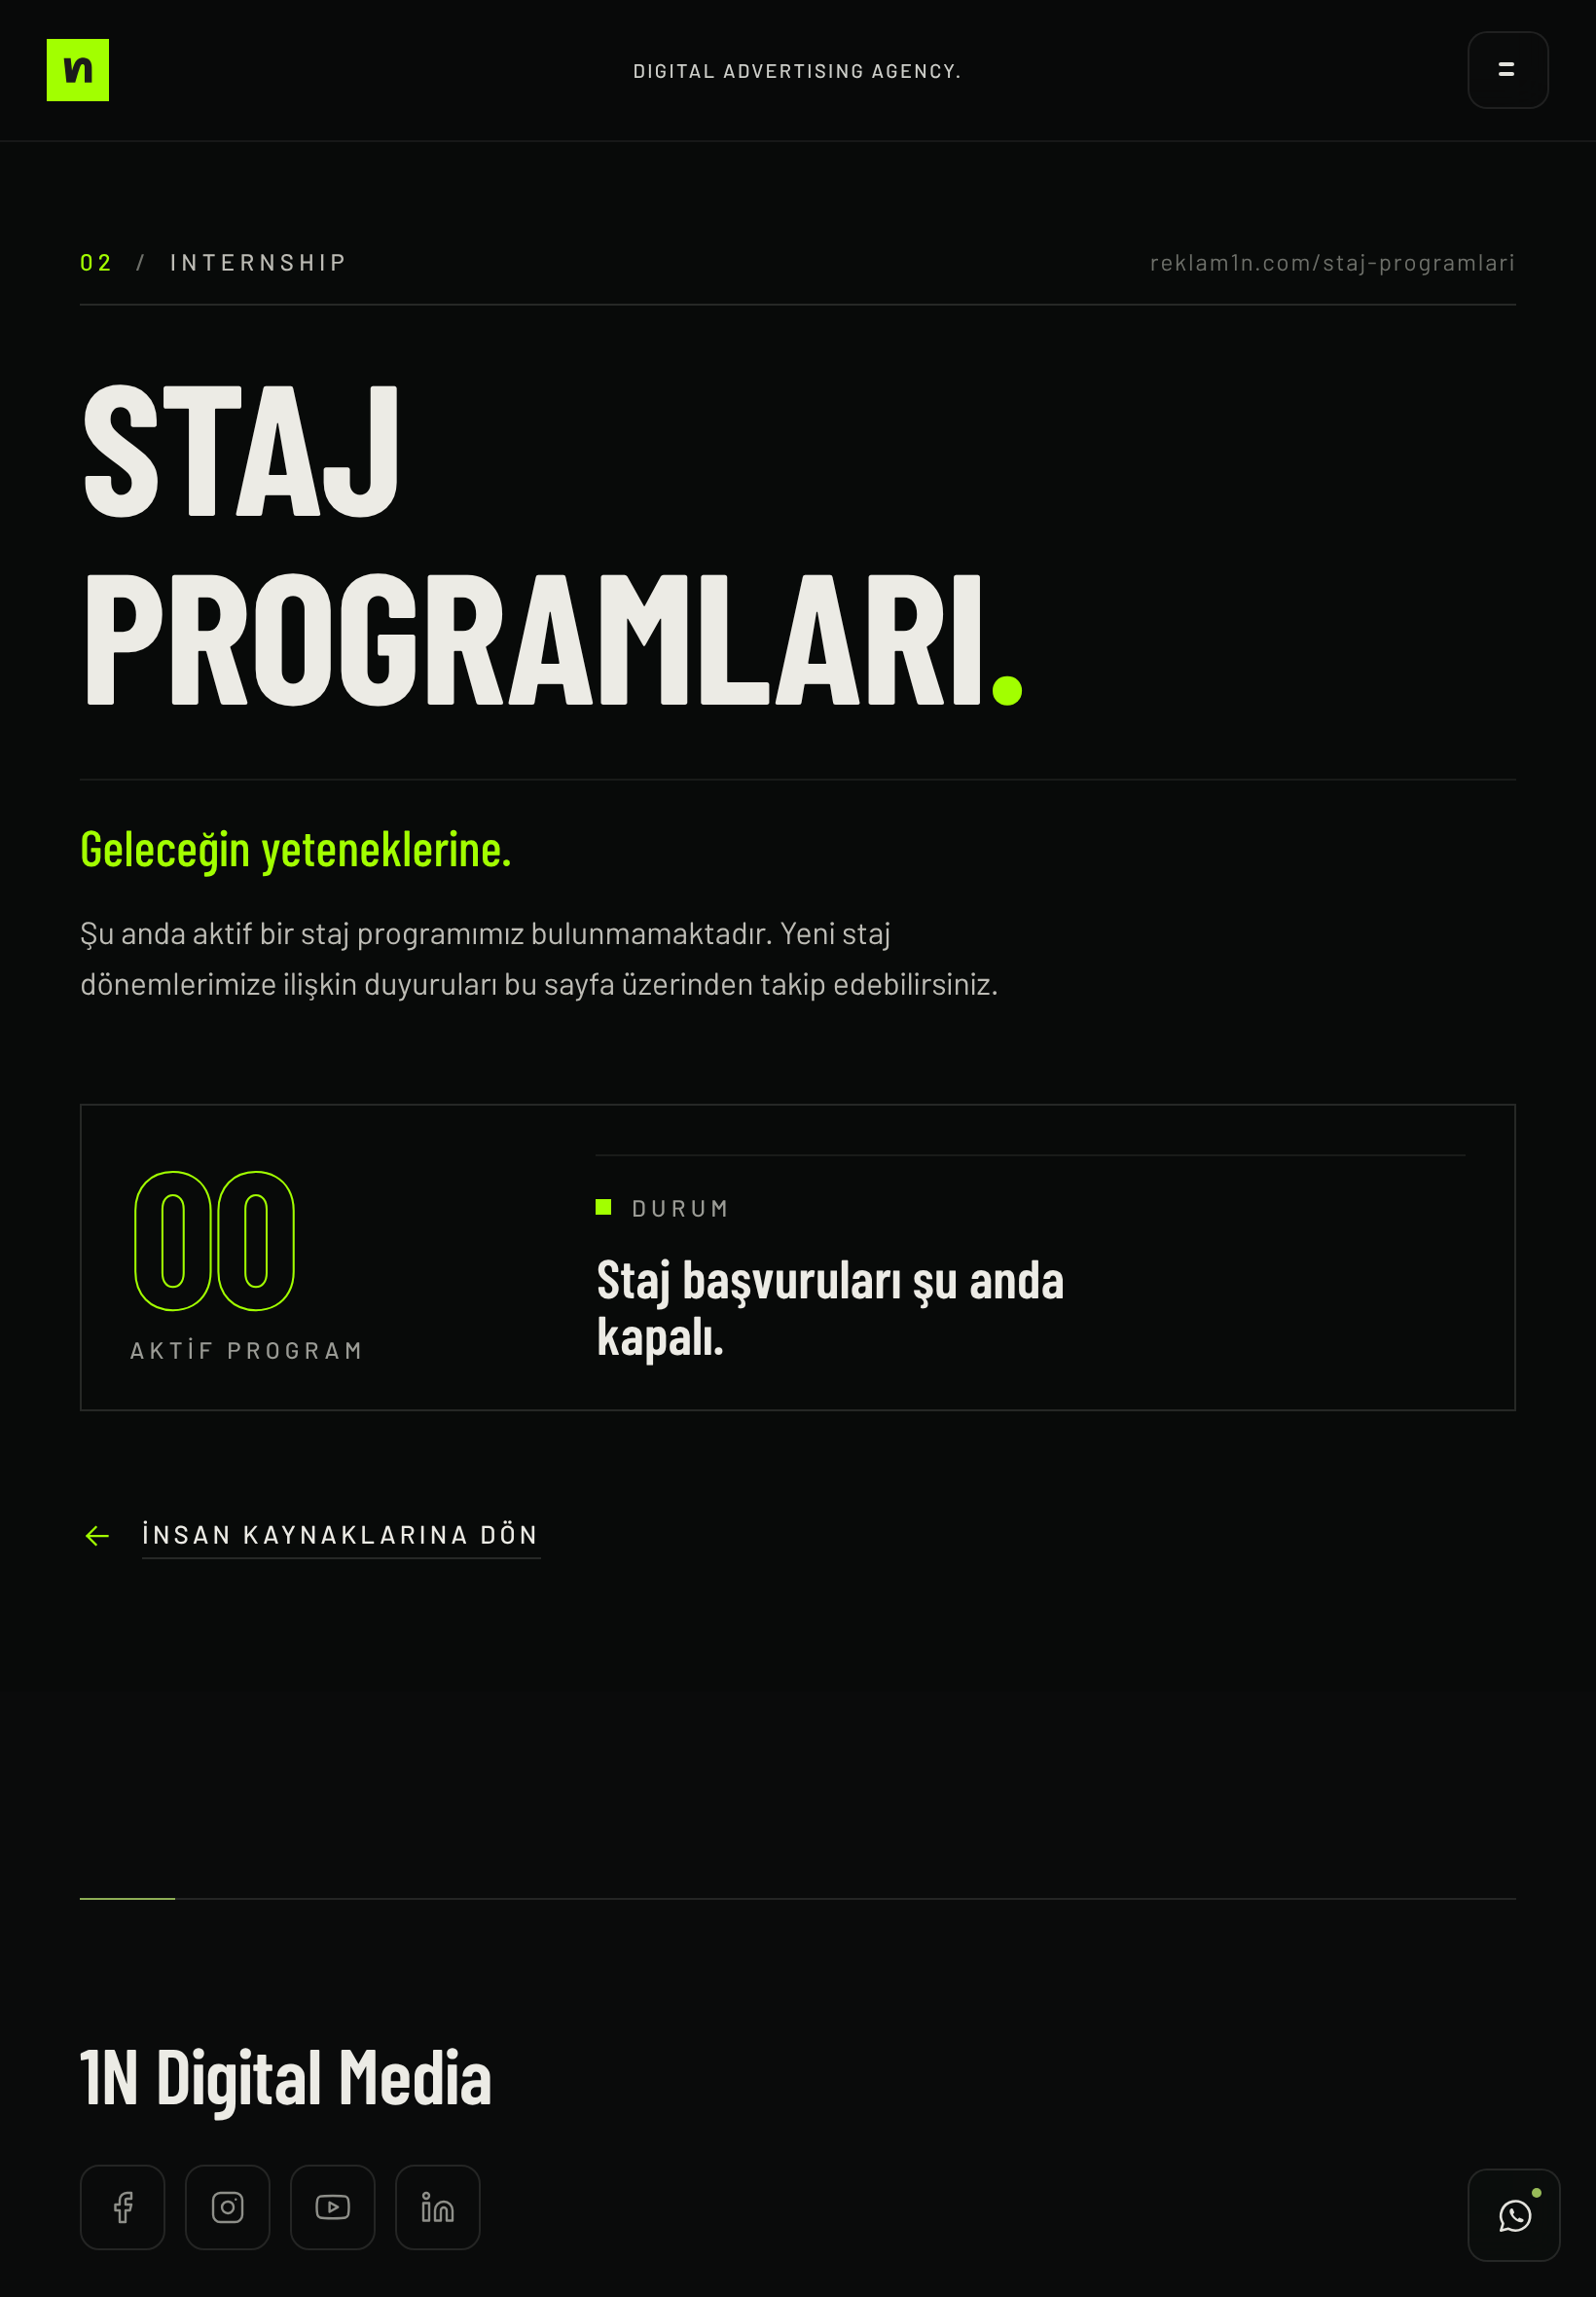 n
DIGITAL ADVERTISING AGENCY.
02 / INTERNSHIP
reklam1n.com/staj-programlari
STAJ
PROGRAMLARI.
Geleceğin yeteneklerine.
Şu anda aktif bir staj programımız bulunmamaktadır. Yeni staj
dönemlerimize ilişkin duyuruları bu sayfa üzerinden takip edebilirsiniz.
00
AKTİF PROGRAM
DURUM
Staj başvuruları şu anda
kapalı.
← İNSAN KAYNAKLARINA DÖN
1N Digital Media